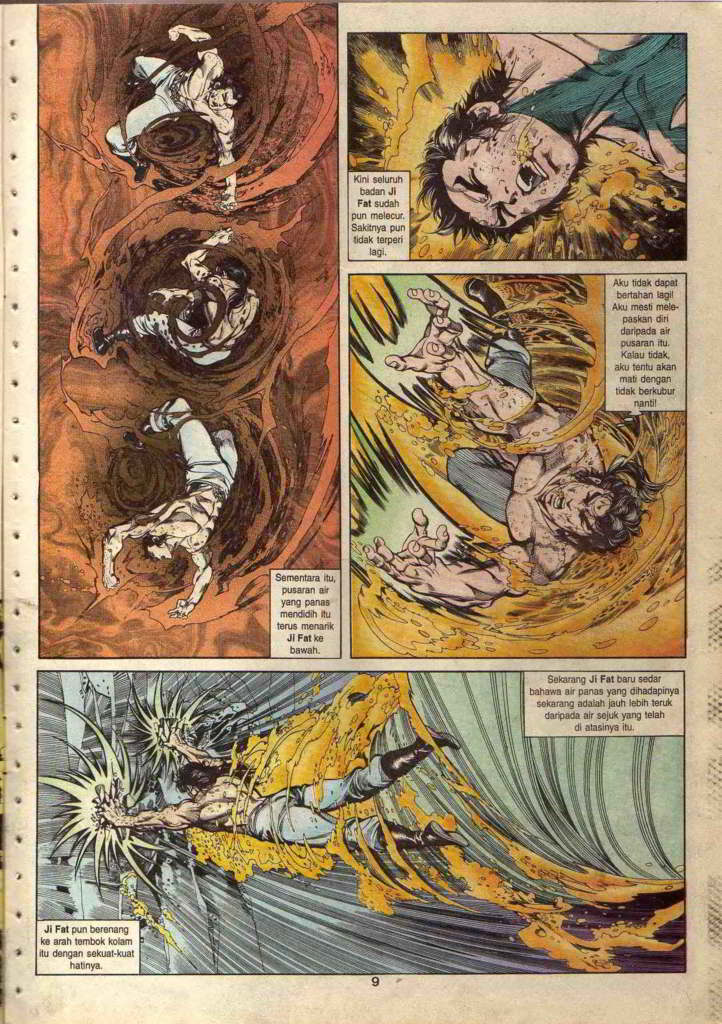 Sementara itu,
pusaran air
yang panas
mendidih itu
terus menarik
Ji Fat ke
bawah.
Kini seluruh
badan Ji
Fat sudah
pun melecur.
Sakitnya pun
tidak terperi
lagi.
Aku tidak dapat
bertahan lagi!
Aku mesti mele-
paskan diri
daripada air
pusaran itu.
Kalau tidak,
aku tentu akan
mati dengan
tidak berkubur
nanti!
Sekarang Ji Fat baru sedar
bahawa air panas yang dihadapinya
sekarang adalah jauh lebih teruk
daripada air sejuk yang telah
di atasinya itu.
Ji Fat pun berenang
ke arah tembok kolam
itu dengan sekuat-kuat
hatinya.
9